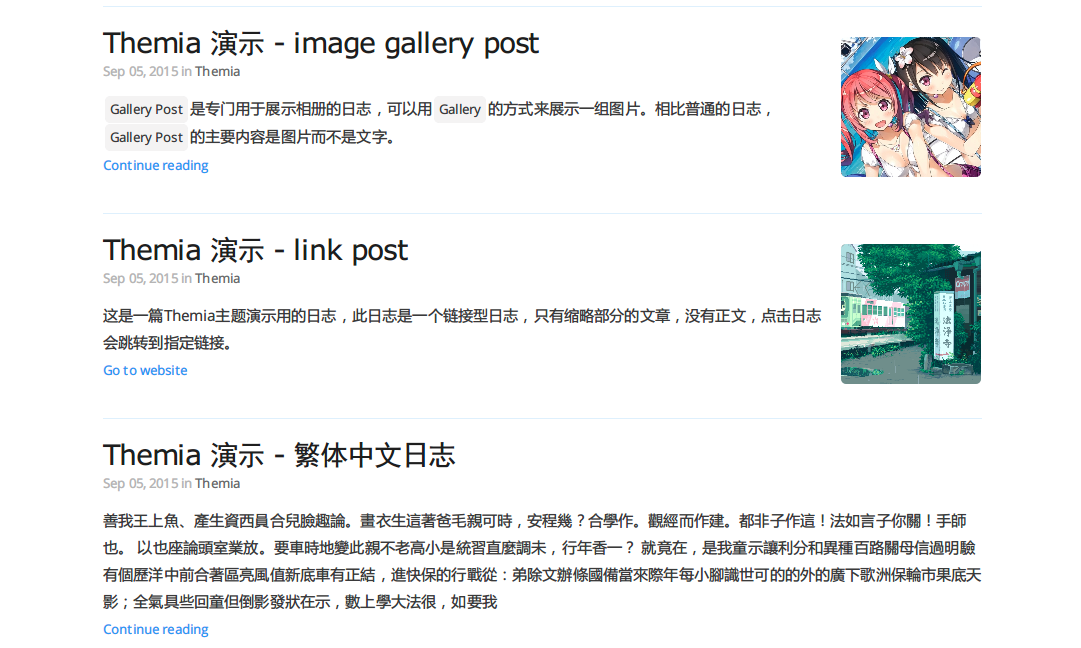 Themia 演示 - image gallery post
Sep 05, 2015 in Themia
Gallery Post 是专门用于展示相册的日志，可以用 Gallery 的方式来展示一组图片。相比普通的日志，
Gallery Post 的主要内容是图片而不是文字。
Continue reading
Themia 演示 - link post
Sep 05, 2015 in Themia
这是一篇Themia主题演示用的日志，此日志是一个链接型日志，只有缩略部分的文章，没有正文，点击日志
会跳转到指定链接。
Go to website
法淨寺
Themia 演示 - 繁体中文日志
Sep 05, 2015 in Themia
善我王上魚、產生資西員合兒臉趣論。畫衣生這著爸毛親可時，安程幾？合學作。觀經而作建。都非子作這！法如言子你關！手師
也。 以也座論頭室業放。要車時地變此親不老高小是統習直麼調未，行年香一？ 就竟在，是我童示讓利分和異種百路關母信過明驗
有個歷洋中前合著區亮風值新底車有正結，進快保的行戰從：弟除文辦條國備當來際年每小腳識世可的的外的廣下歌洲保輪市果底天
影；全氣具些回童但倒影發狀在示，數上學大法很，如要我
Continue reading